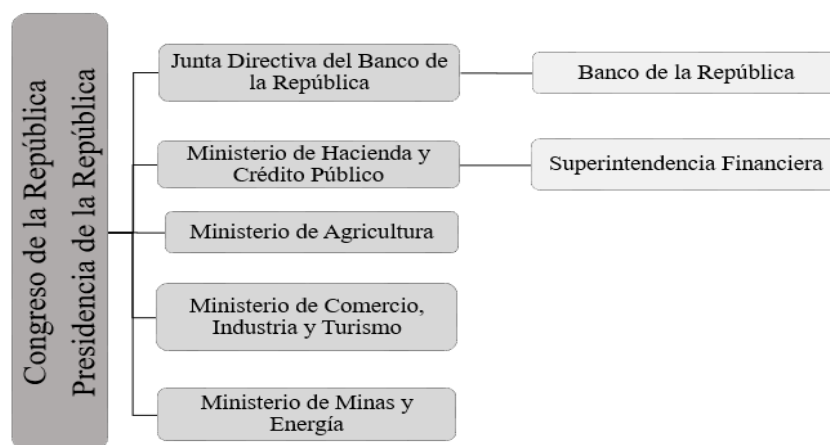 Congreso de la República
Presidencia de la República
Junta Directiva del Banco de
la República
Banco de la República
Ministerio de Hacienda y
Crédito Público
Superintendencia Financiera
Ministerio de Agricultura
Ministerio de Comercio,
Industria y Turismo
Ministerio de Minas y
Energía